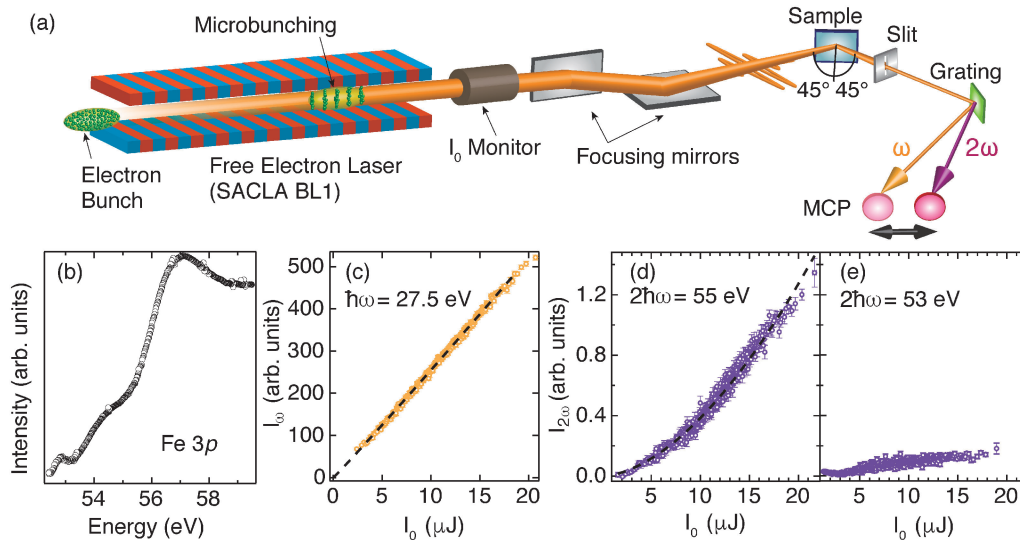 (a)
Microbunching
Sample
Slit
Grating
45° 45°
I₀ Monitor
Focusing mirrors
Free Electron Laser
(SACLA BL1)
Electron
Bunch
ω
2ω
MCP
(b)
Fe 3p
Intensity (arb. units)
54 56 58
Energy (eV)
(c)
ħω = 27.5 eV
I_ω (arb. units)
500
400
300
200
100
0
0 5 10 15 20
I₀ (μJ)
(d)
2ħω = 55 eV
I_2ω (arb. units)
1.2
0.8
0.4
0.0
5 10 15 20
I₀ (μJ)
(e)
2ħω = 53 eV
5 10 15 20
I₀ (μJ)